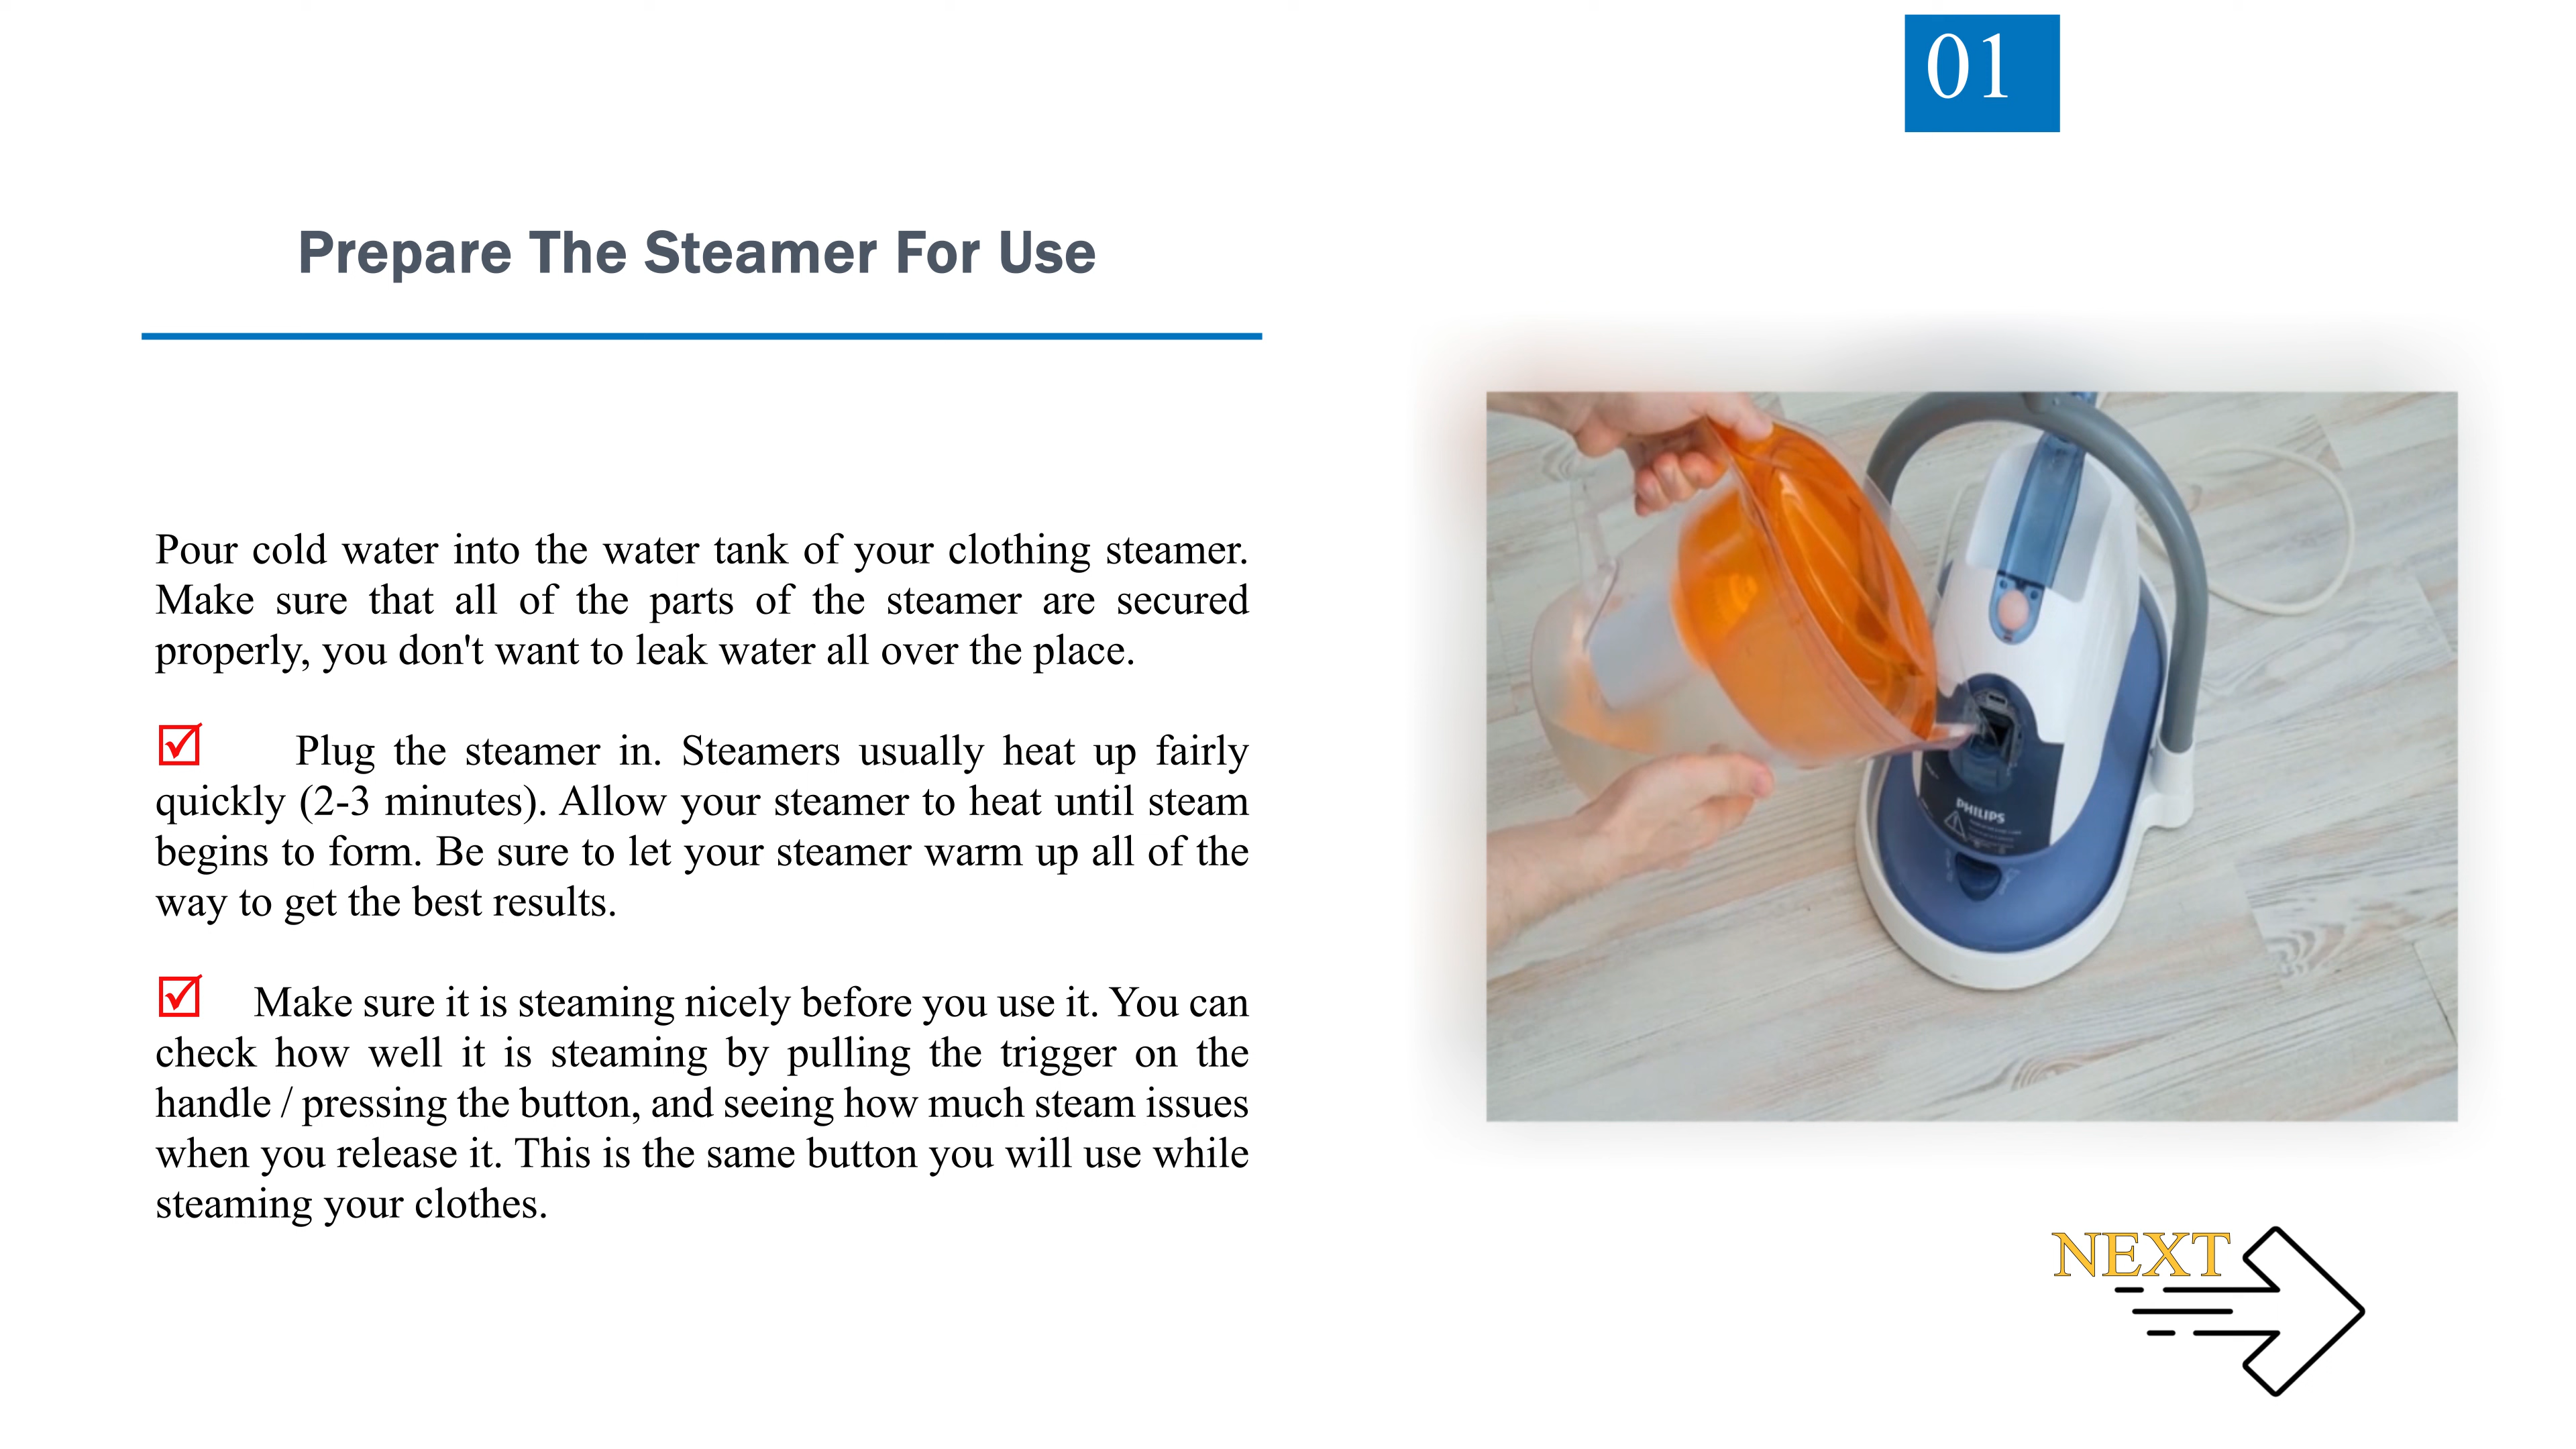 01
Prepare The Steamer For Use
Pour cold water into the water tank of your clothing steamer.
Make sure that all of the parts of the steamer are secured
properly, you don't want to leak water all over the place.
Plug the steamer in. Steamers usually heat up fairly
quickly (2-3 minutes). Allow your steamer to heat until steam
begins to form. Be sure to let your steamer warm up all of the
way to get the best results.
Make sure it is steaming nicely before you use it. You can
check how well it is steaming by pulling the trigger on the
handle / pressing the button, and seeing how much steam issues
when you release it. This is the same button you will use while
steaming your clothes.
PHILIPS
NEXT